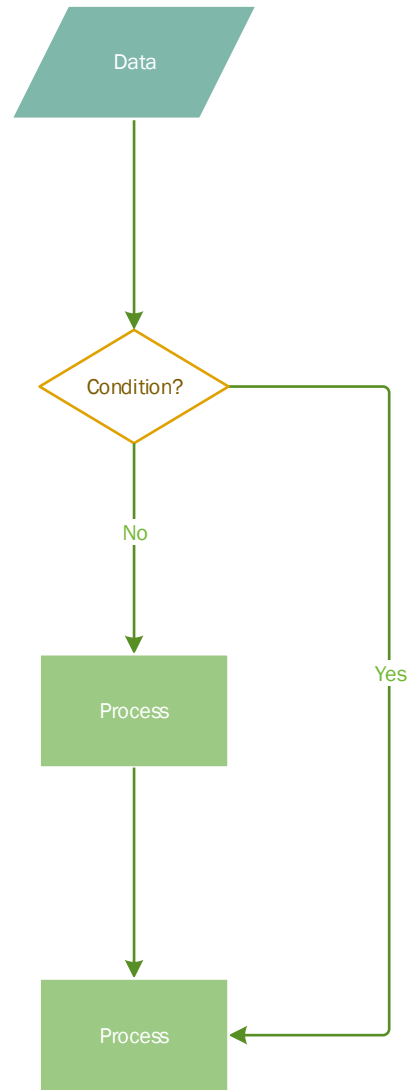 Data
Condition?
No
Yes
Process
Process